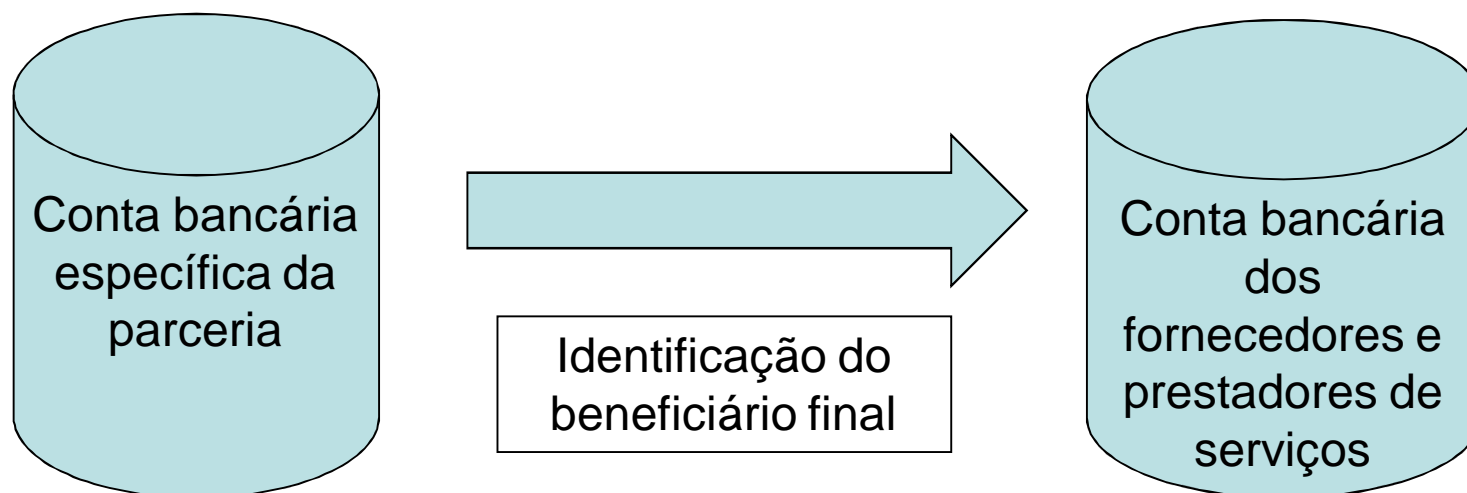 Conta bancária
específica da
parceria
Identificação do
beneficiário final
Conta bancária
dos
fornecedores e
prestadores de
serviços